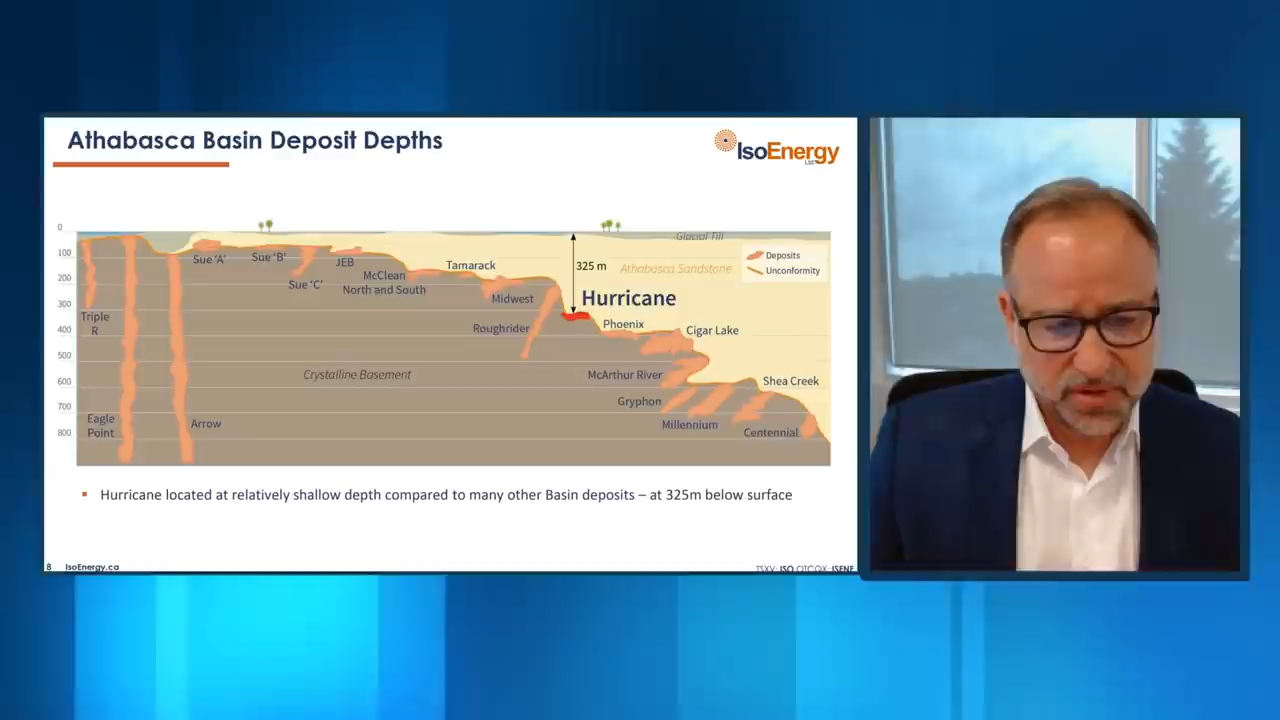 Athabasca Basin Deposit Depths
IsoEnergy
Ltd
0
100
200
300
400
500
600
700
800
Glacial Till
Athabasca Sandstone
Deposits
Unconformity
325 m
Hurricane
Sue 'A'
Sue 'B'
Sue 'C'
JEB
McClean
North and South
Tamarack
Midwest
Roughrider
Phoenix
Cigar Lake
McArthur River
Gryphon
Millennium
Shea Creek
Centennial
Triple
R
Eagle
Point
Arrow
Crystalline Basement
▪ Hurricane located at relatively shallow depth compared to many other Basin deposits – at 325m below surface
8 IsoEnergy.ca
TSXV: ISO OTCQX: ISENF